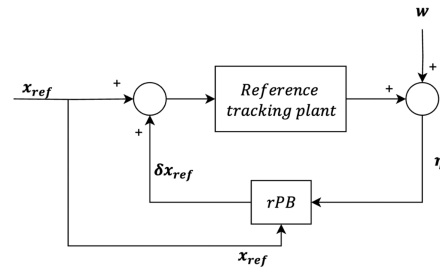 w
x_ref
+
+
Reference
tracking plant
+
+
δx_ref
rPB
x_ref